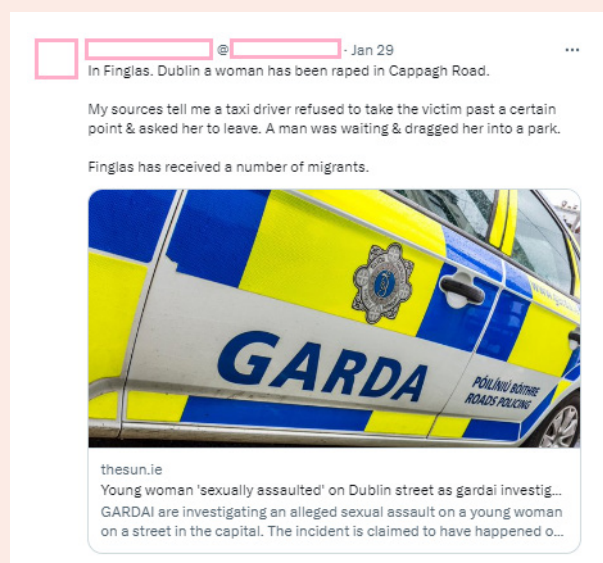 @ · Jan 29 ...
In Finglas. Dublin a woman has been raped in Cappagh Road.
My sources tell me a taxi driver refused to take the victim past a certain
point & asked her to leave. A man was waiting & dragged her into a park.
Finglas has received a number of migrants.
GARDA
PÓILÍNIÚ BÓITHRE
ROADS POLICING
thesun.ie
Young woman 'sexually assaulted' on Dublin street as gardai investig...
GARDAI are investigating an alleged sexual assault on a young woman
on a street in the capital. The incident is claimed to have happened o...